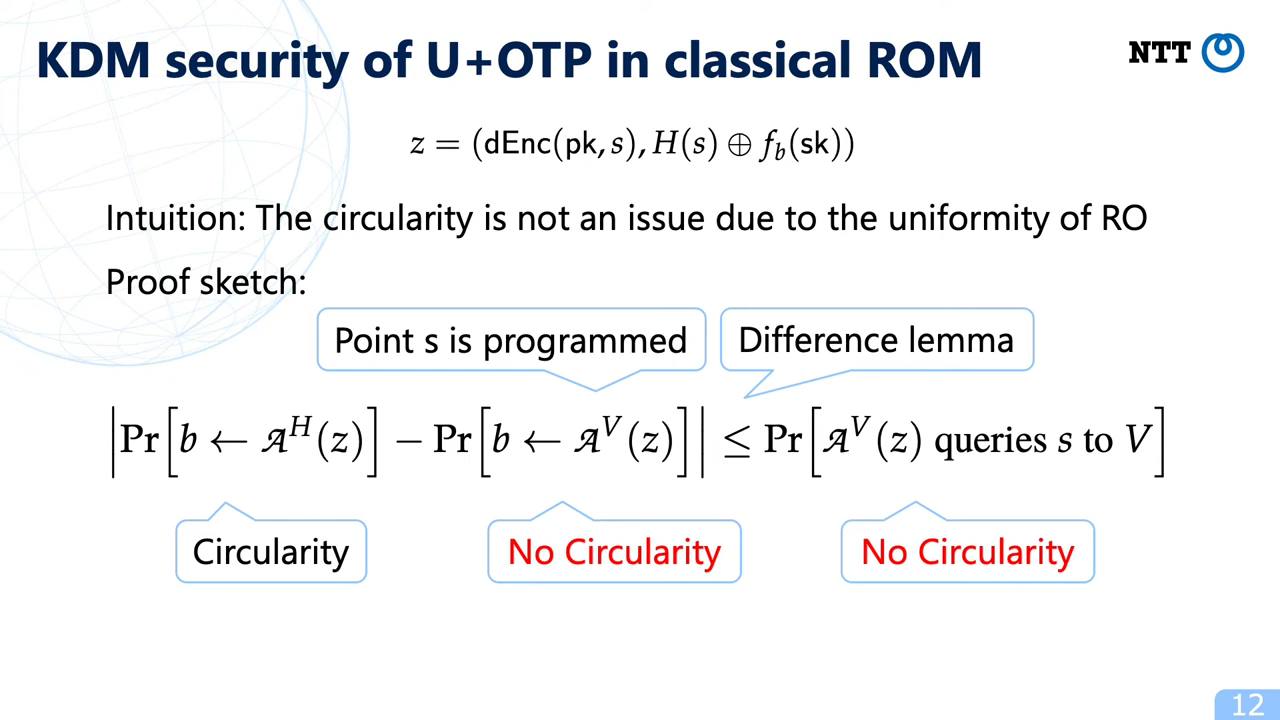 KDM security of U+OTP in classical ROM
NTT
z = (dEnc(pk, s), H(s) ⊕ f_b(sk))
Intuition: The circularity is not an issue due to the uniformity of RO
Proof sketch:
Point s is programmed
Difference lemma
|Pr[b ← 𝒜^H(z)] − Pr[b ← 𝒜^V(z)]| ≤ Pr[𝒜^V(z) queries s to V]
Circularity
No Circularity
No Circularity
12